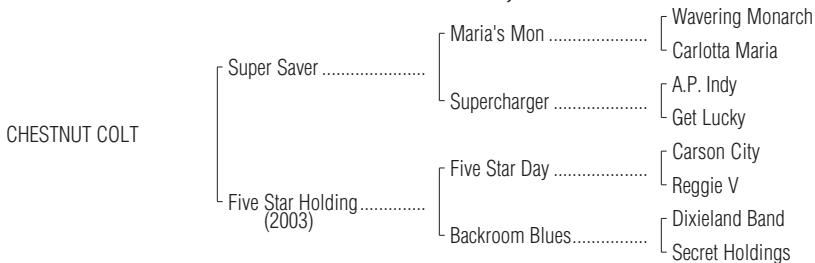 Wavering Monarch
Maria's Mon .....................
Carlotta Maria
Super Saver ......................
A.P. Indy
Supercharger ....................
Get Lucky
CHESTNUT COLT
Carson City
Five Star Day ....................
Reggie V
Five Star Holding..............
(2003)
Dixieland Band
Backroom Blues.................
Secret Holdings